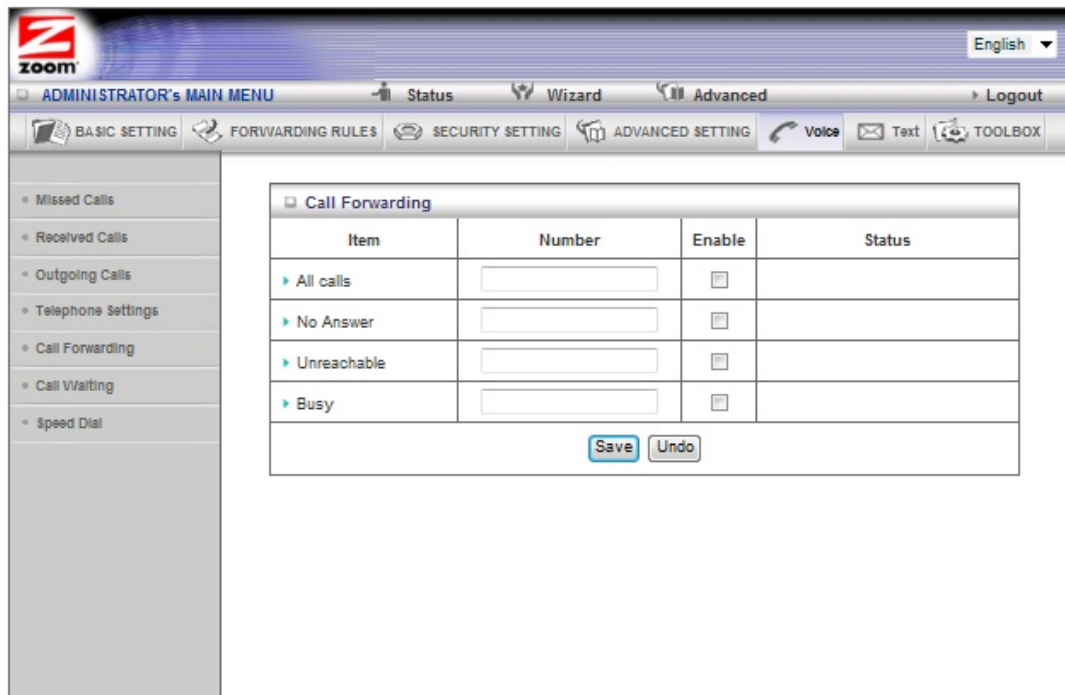 zoom
English
ADMINISTRATOR's MAIN MENU Status Wizard Advanced Logout
BASIC SETTING FORWARDING RULES SECURITY SETTING ADVANCED SETTING Voice Text TOOLBOX
Missed Calls
Received Calls
Outgoing Calls
Telephone Settings
Call Forwarding
Call Waiting
Speed Dial
Call Forwarding
Item Number Enable Status
All calls
No Answer
Unreachable
Busy
Save Undo